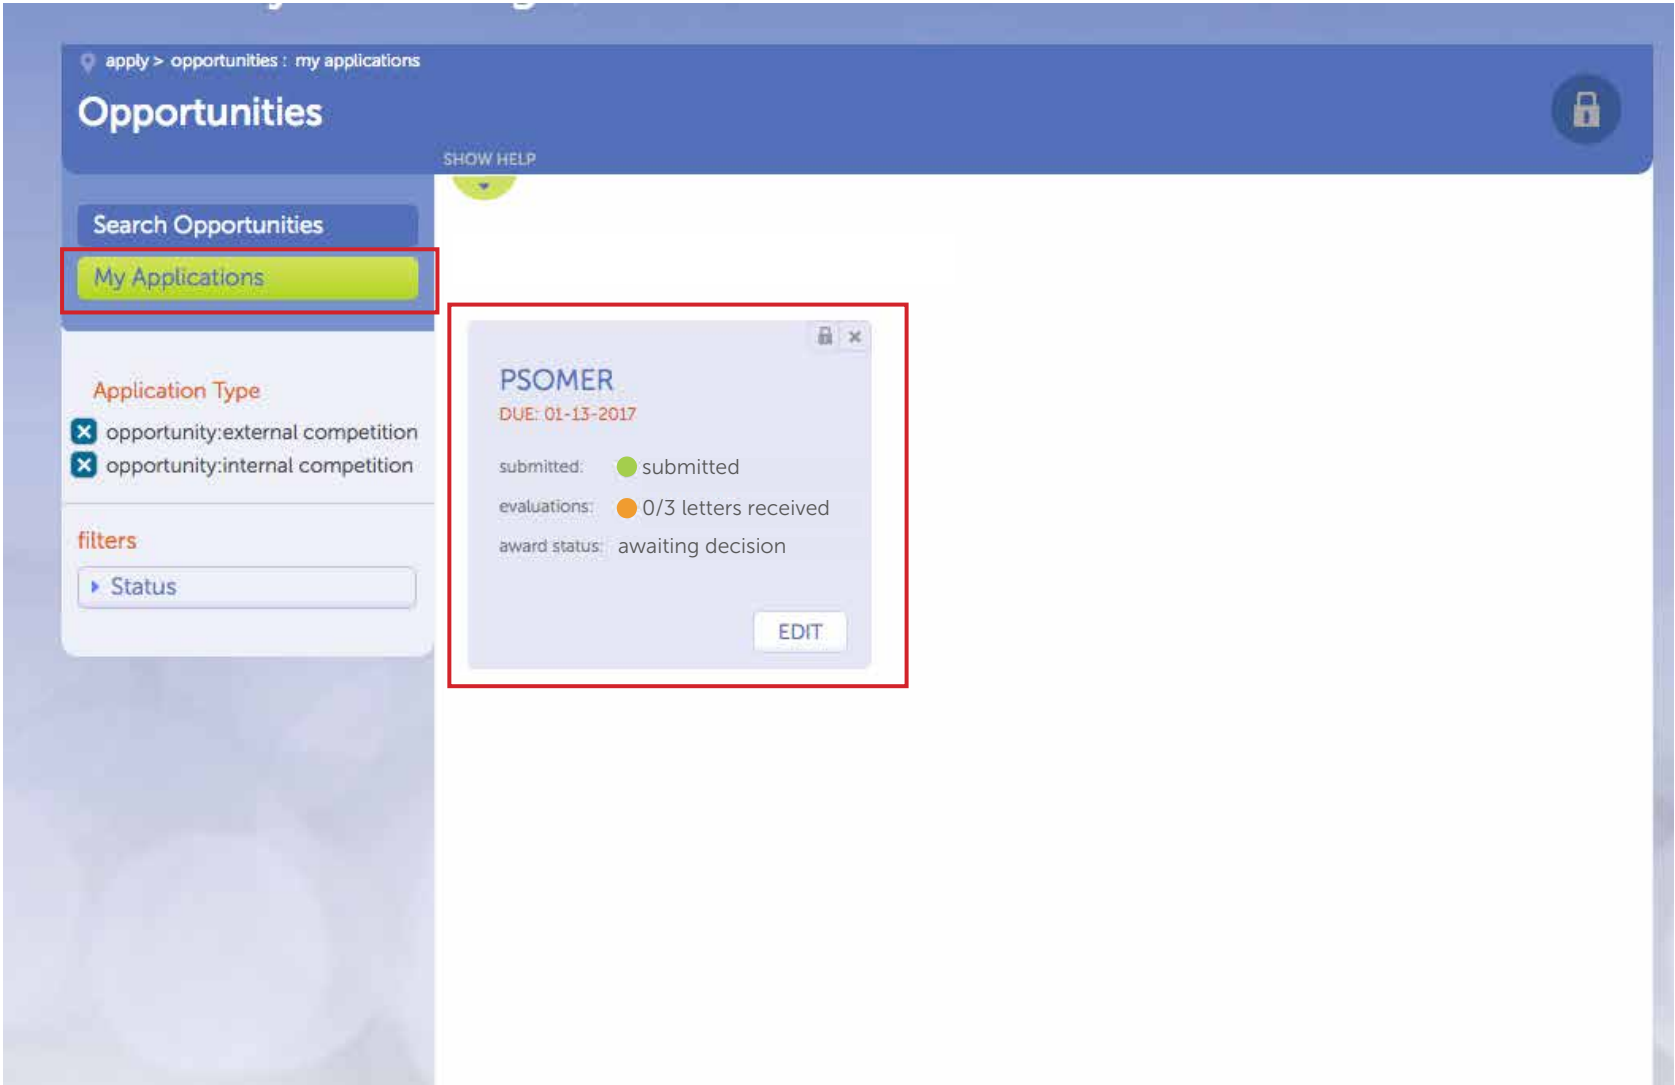 apply > opportunities : my applications
Opportunities
SHOW HELP
Search Opportunities
My Applications
Application Type
opportunity:external competition
opportunity:internal competition
filters
Status
PSOMER
DUE: 01-13-2017
submitted: submitted
evaluations: 0/3 letters received
award status: awaiting decision
EDIT